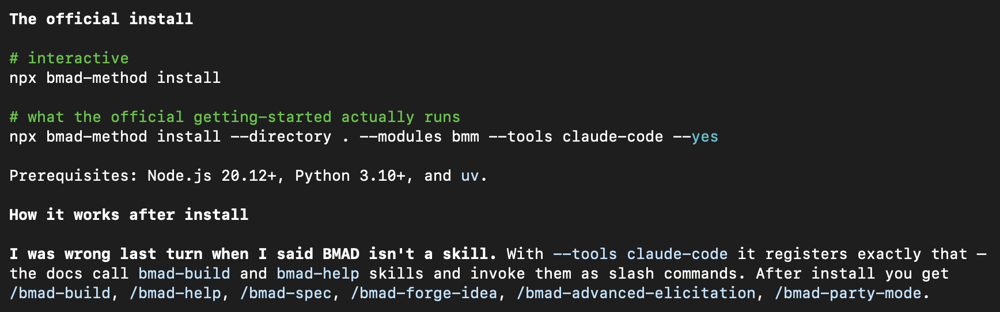 The official install
# interactive
npx bmad-method install
# what the official getting-started actually runs
npx bmad-method install --directory . --modules bmm --tools claude-code --yes
Prerequisites: Node.js 20.12+, Python 3.10+, and uv.
How it works after install
I was wrong last turn when I said BMAD isn't a skill. With --tools claude-code it registers exactly that —
the docs call bmad-build and bmad-help skills and invoke them as slash commands. After install you get
/bmad-build, /bmad-help, /bmad-spec, /bmad-forge-idea, /bmad-advanced-elicitation, /bmad-party-mode.